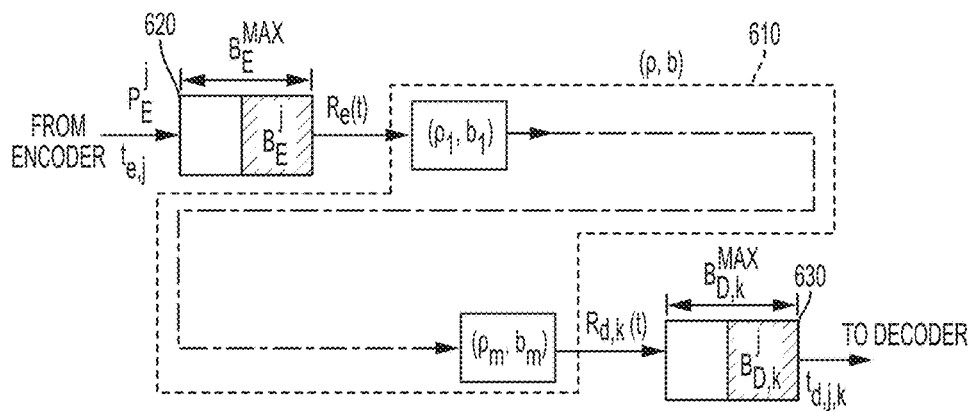 620
B_E^MAX
(ρ, b)
610
P_E^j
R_e(t)
FROM
ENCODER
t_e,j
B_E^j
(ρ_1, b_1)
B_D,k^MAX
630
(ρ_m, b_m)
R_d,k(t)
B_D,k^j
TO DECODER
t_d,j,k